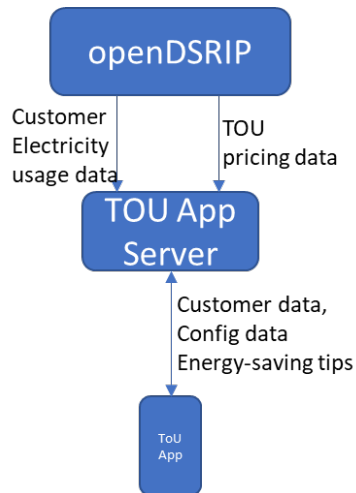 openDSRIP
Customer
Electricity
usage data
TOU
pricing data
TOU App
Server
Customer data,
Config data
Energy-saving tips
ToU
App